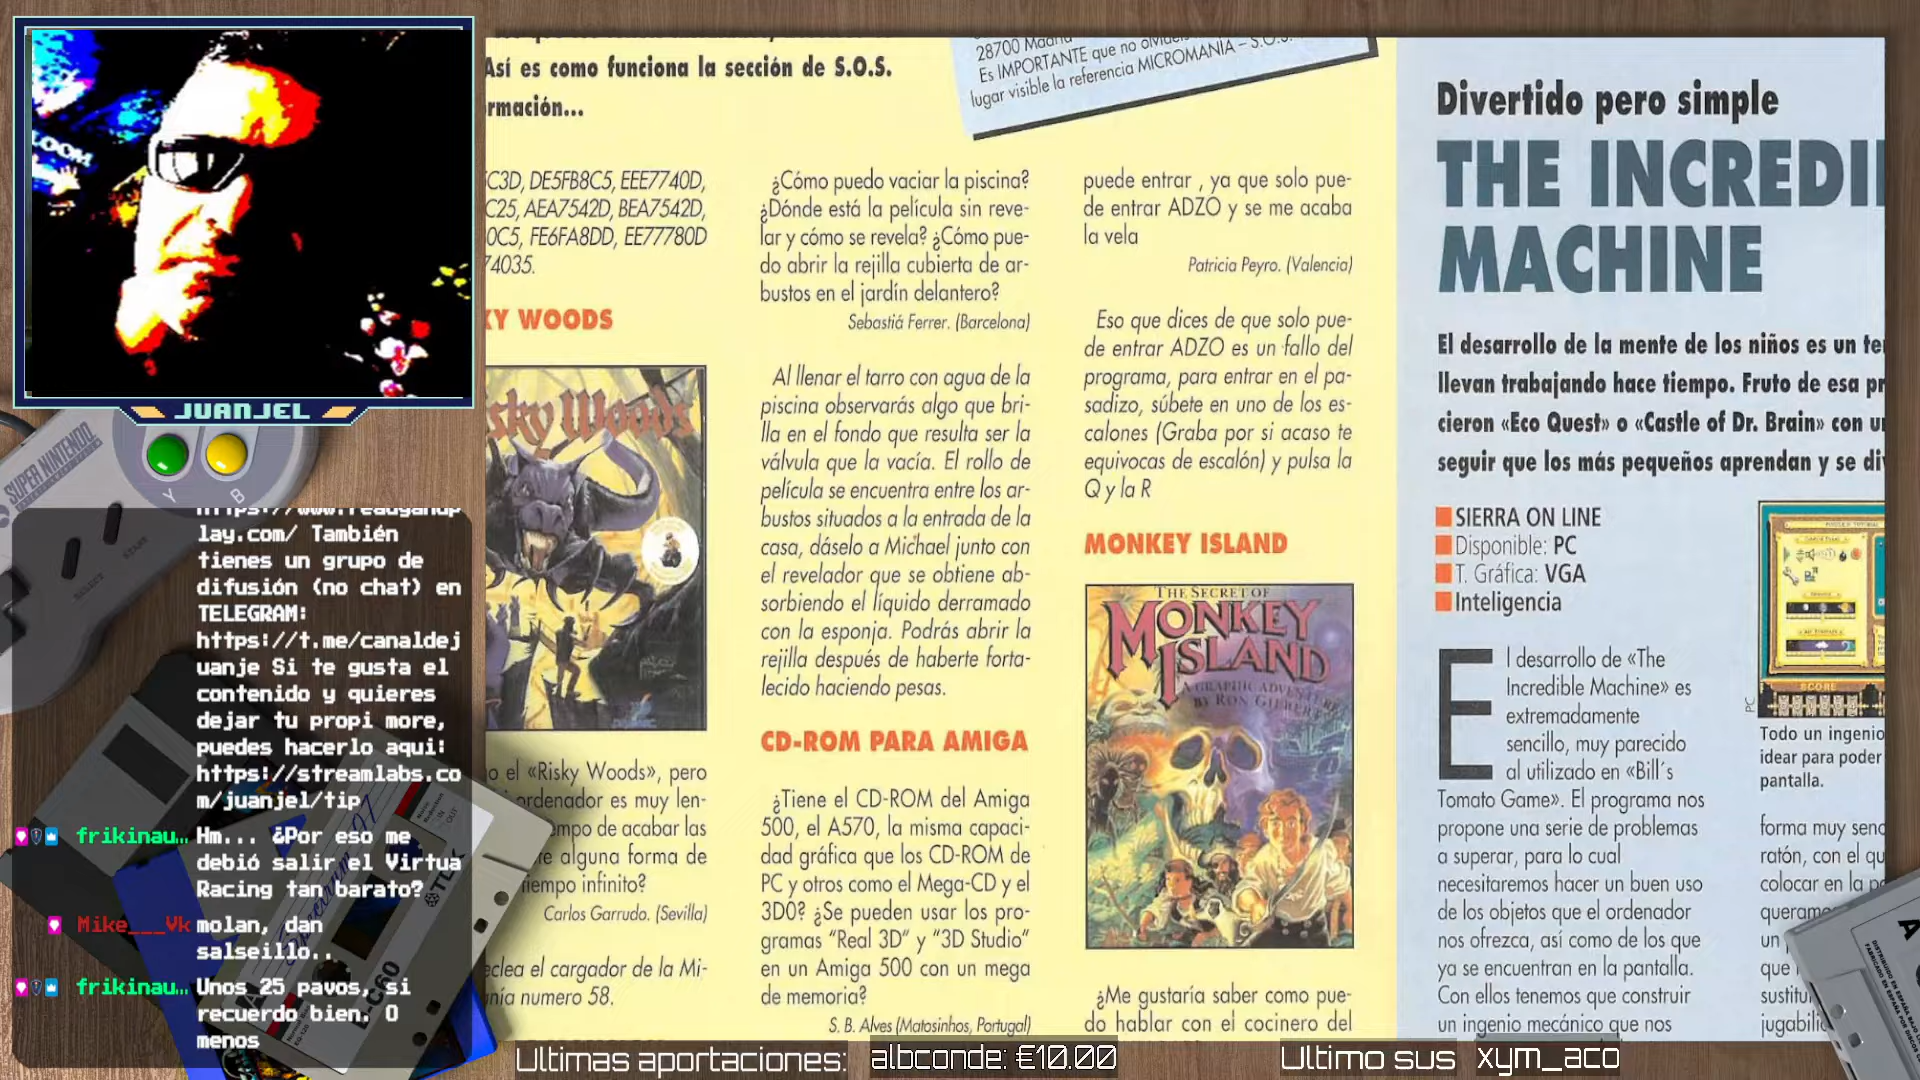 LOOM
JUANJEL
SUPER NINTENDO
Y
B
SELECT
START
https://www.readyandp
lay.com/ También
tienes un grupo de
difusión (no chat) en
TELEGRAM:
https://t.me/canaldej
uanje Si te gusta el
contenido y quieres
dejar tu propi more,
puedes hacerlo aqui:
https://streamlabs.co
m/juanjel/tip
frikinau… Hm... ¿Por eso me
debió salir el Virtua
Racing tan barato?
Mike___Vk molan, dan
salseillo..
frikinau… Unos 25 pavos, si
recuerdo bien. O
menos
Así es como funciona la sección de S.O.S.
rmación...
28700 Madrid
Es IMPORTANTE que no olvideis
lugar visible la referencia MICROMANÍA – S.O.S.
C3D, DE5FB8C5, EEE7740D,
C25, AEA7542D, BEA7542D,
0C5, FE6FA8DD, EE77780D
74035.
KY WOODS
sky Woods
o el «Risky Woods», pero
ordenador es muy len-
empo de acabar las
re alguna forma de
iempo infinito?
Carlos Garrudo. (Sevilla)
eclea el cargador de la Mi-
nía numero 58.
¿Cómo puedo vaciar la piscina?
¿Dónde está la película sin reve-
lar y cómo se revela? ¿Cómo pue-
do abrir la rejilla cubierta de ar-
bustos en el jardín delantero?
Sebastiá Ferrer. (Barcelona)
Al llenar el tarro con agua de la
piscina observarás algo que bri-
lla en el fondo que resulta ser la
válvula que la vacía. El rollo de
película se encuentra entre los ar-
bustos situados a la entrada de la
casa, dáselo a Michael junto con
el revelador que se obtiene ab-
sorbiendo el líquido derramado
con la esponja. Podrás abrir la
rejilla después de haberte forta-
lecido haciendo pesas.
CD-ROM PARA AMIGA
¿Tiene el CD-ROM del Amiga
500, el A570, la misma capaci-
dad gráfica que los CD-ROM de
PC y otros como el Mega-CD y el
3DO? ¿Se pueden usar los pro-
gramas "Real 3D" y "3D Studio"
en un Amiga 500 con un mega
de memoria?
S. B. Alves (Matosinhos, Portugal)
puede entrar , ya que solo pue-
de entrar ADZO y se me acaba
la vela
Patricia Peyro. (Valencia)
Eso que dices de que solo pue-
de entrar ADZO es un fallo del
programa, para entrar en el pa-
sadizo, súbete en uno de los es-
calones (Graba por si acaso te
equivocas de escalón) y pulsa la
Q y la R
MONKEY ISLAND
THE SECRET OF
MONKEY
ISLAND
A GRAPHIC ADVENTURE
BY RON GILBERT
¿Me gustaría saber como pue-
do hablar con el cocinero del
Divertido pero simple
THE INCREDI
MACHINE
El desarrollo de la mente de los niños es un te
llevan trabajando hace tiempo. Fruto de esa pr
cieron «Eco Quest» o «Castle of Dr. Brain» con u
seguir que los más pequeños aprendan y se di
SIERRA ON LINE
Disponible: PC
T. Gráfica: VGA
Inteligencia
El desarrollo de «The
Incredible Machine» es
extremadamente
sencillo, muy parecido
al utilizado en «Bill´s
Tomato Game». El programa nos
propone una serie de problemas
a superar, para lo cual
necesitaremos hacer un buen uso
de los objetos que el ordenador
nos ofrezca, así como de los que
ya se encuentran en la pantalla.
Con ellos tenemos que construir
un ingenio mecánico que nos
SCORE
PC
Todo un ingenio
idear para poder
pantalla.
forma muy senc
ratón, con el qu
colocar en la p
queram
un
que
sustitu
jugabili
Ultimas aportaciones: albconde: €10.00
Ultimo sus xym_aco